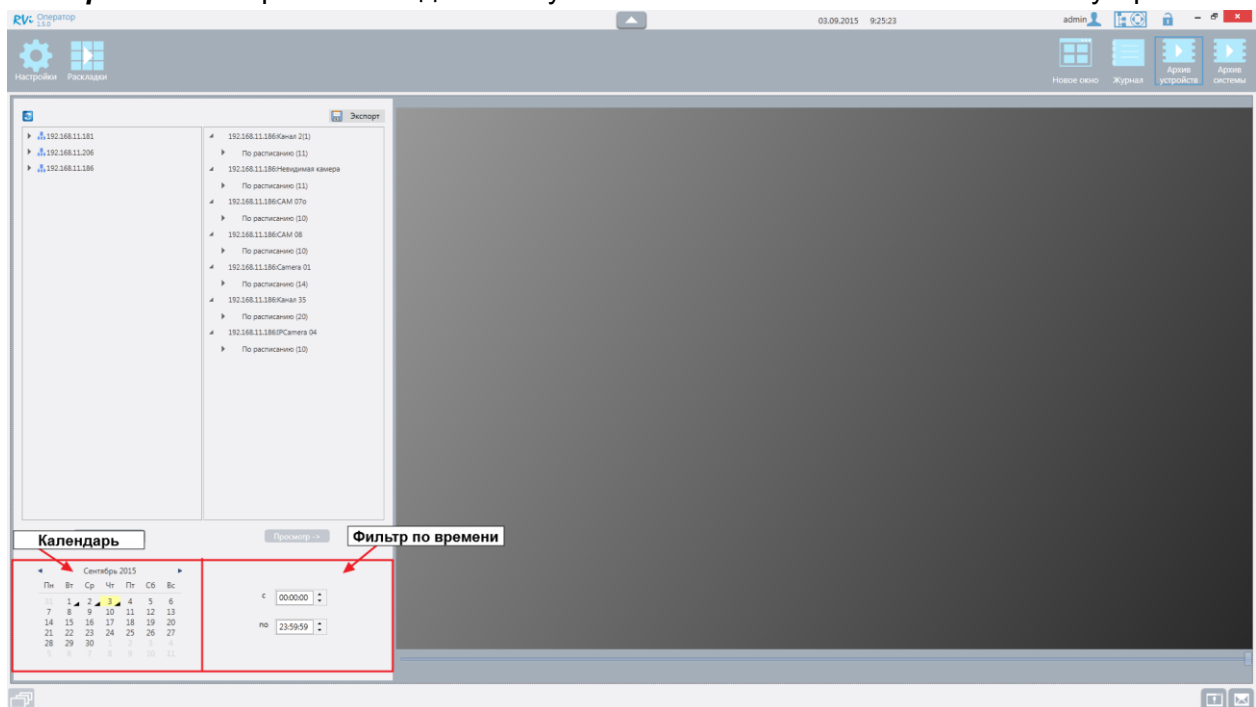 RVi Оператор
1.5.0
03.09.2015 9:25:23
admin
Настройки Раскладки
Новое окно Журнал Архив устройств Архив системы
Экспорт
192.168.11.181
192.168.11.206
192.168.11.186
192.168.11.186:Канал 2(1)
По расписанию (11)
192.168.11.186:Невидимая камера
По расписанию (11)
192.168.11.186:CAM 07o
По расписанию (10)
192.168.11.186:CAM 08
По расписанию (10)
192.168.11.186:Camera 01
По расписанию (14)
192.168.11.186:Канал 35
По расписанию (20)
192.168.11.186:IPCamera 04
По расписанию (10)
Просмотр ->
Календарь
Фильтр по времени
Сентябрь 2015
Пн Вт Ср Чт Пт Сб Вс
31 1 2 3 4 5 6
7 8 9 10 11 12 13
14 15 16 17 18 19 20
21 22 23 24 25 26 27
28 29 30 1 2 3 4
5 6 7 8 9 10 11
с 00:00:00
по 23:59:59